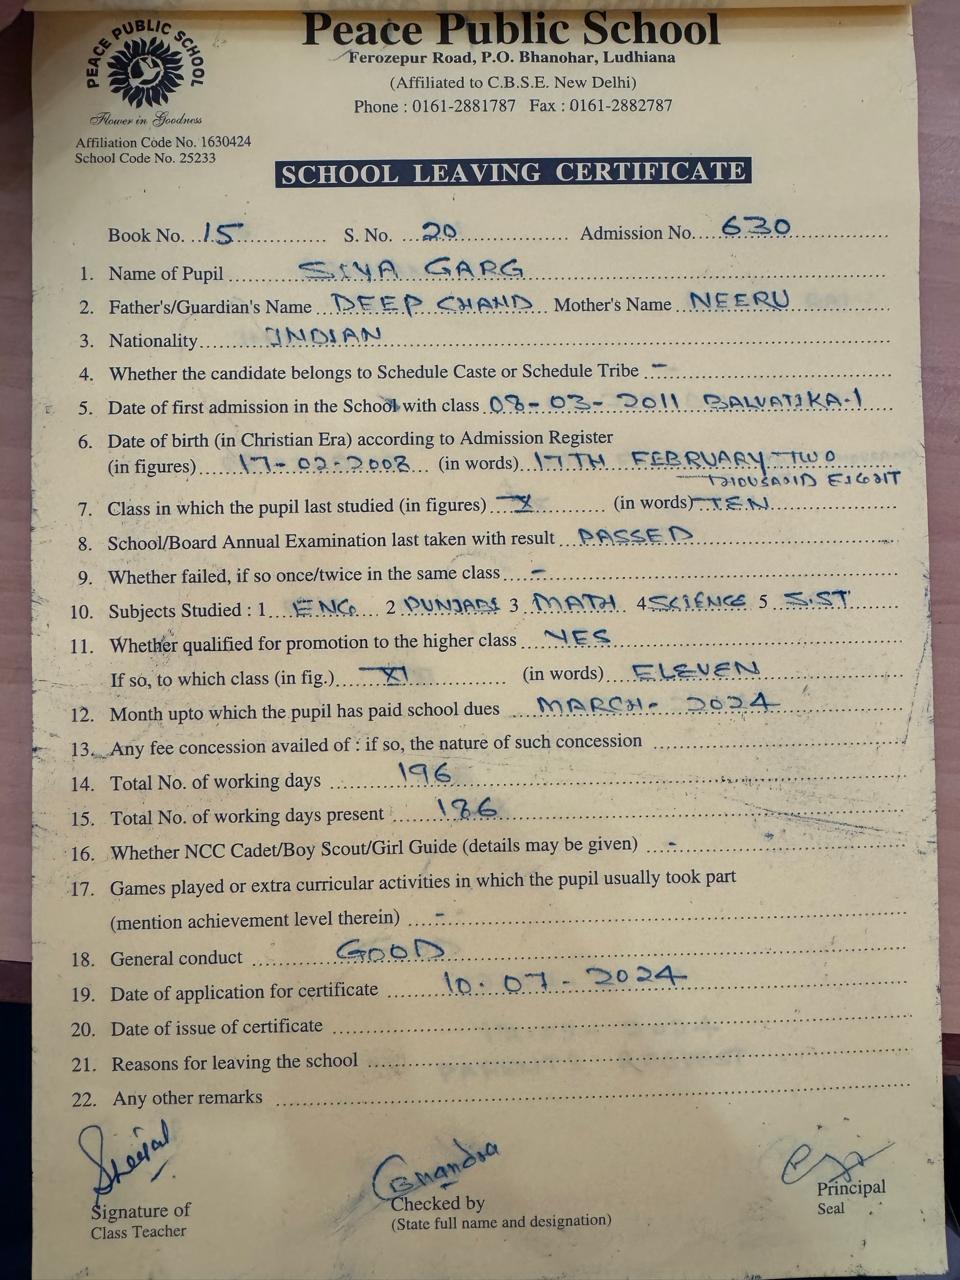 PEACE PUBLIC SCHOOL
Flower in Goodness
Affiliation Code No. 1630424
School Code No. 25233
Peace Public School
Ferozepur Road, P.O. Bhanohar, Ludhiana
(Affiliated to C.B.S.E. New Delhi)
Phone : 0161-2881787 Fax : 0161-2882787
SCHOOL LEAVING CERTIFICATE
Book No. 15 S. No. 20 Admission No. 630
1. Name of Pupil SIYA GARG
2. Father's/Guardian's Name DEEP CHAND Mother's Name NEERU
3. Nationality INDIAN
4. Whether the candidate belongs to Schedule Caste or Schedule Tribe -
5. Date of first admission in the School with class 08-03-2011 BALVATIKA-1
6. Date of birth (in Christian Era) according to Admission Register
(in figures) 17-02-2008 (in words) 17TH FEBRUARY TWO
THOUSAND EIGHT
7. Class in which the pupil last studied (in figures) X (in words) TEN
8. School/Board Annual Examination last taken with result PASSED
9. Whether failed, if so once/twice in the same class -
10. Subjects Studied : 1 ENG 2 PUNJABI 3 MATH 4 SCIENCE 5 S.ST
11. Whether qualified for promotion to the higher class YES
If so, to which class (in fig.) XI (in words) ELEVEN
12. Month upto which the pupil has paid school dues MARCH- 2024
13. Any fee concession availed of : if so, the nature of such concession
14. Total No. of working days 196
15. Total No. of working days present 186
16. Whether NCC Cadet/Boy Scout/Girl Guide (details may be given) -
17. Games played or extra curricular activities in which the pupil usually took part
(mention achievement level therein) -
18. General conduct GOOD
19. Date of application for certificate 10-07-2024
20. Date of issue of certificate
21. Reasons for leaving the school
22. Any other remarks
Signature of
Class Teacher
Checked by
(State full name and designation)
Principal
Seal